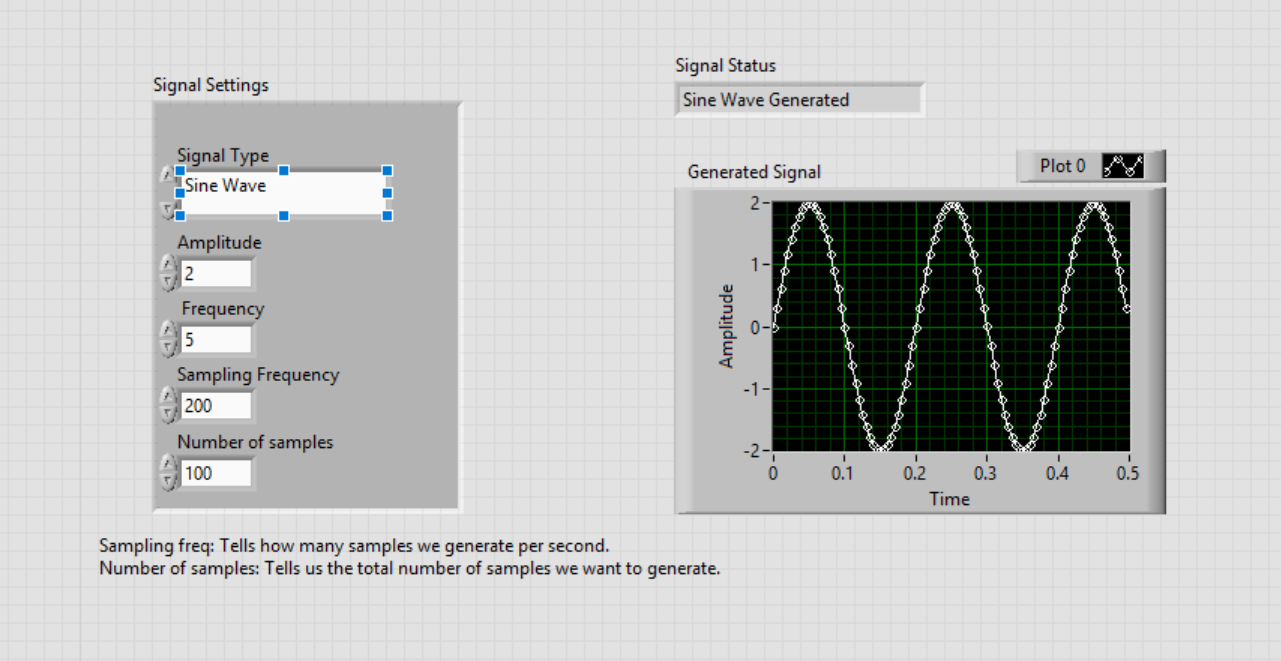 Signal Settings
Signal Type
Sine Wave
Amplitude
2
Frequency
5
Sampling Frequency
200
Number of samples
100
Signal Status
Sine Wave Generated
Generated Signal
Plot 0
Amplitude
2
1
0
-1
-2
0 0.1 0.2 0.3 0.4 0.5
Time
Sampling freq: Tells how many samples we generate per second.
Number of samples: Tells us the total number of samples we want to generate.